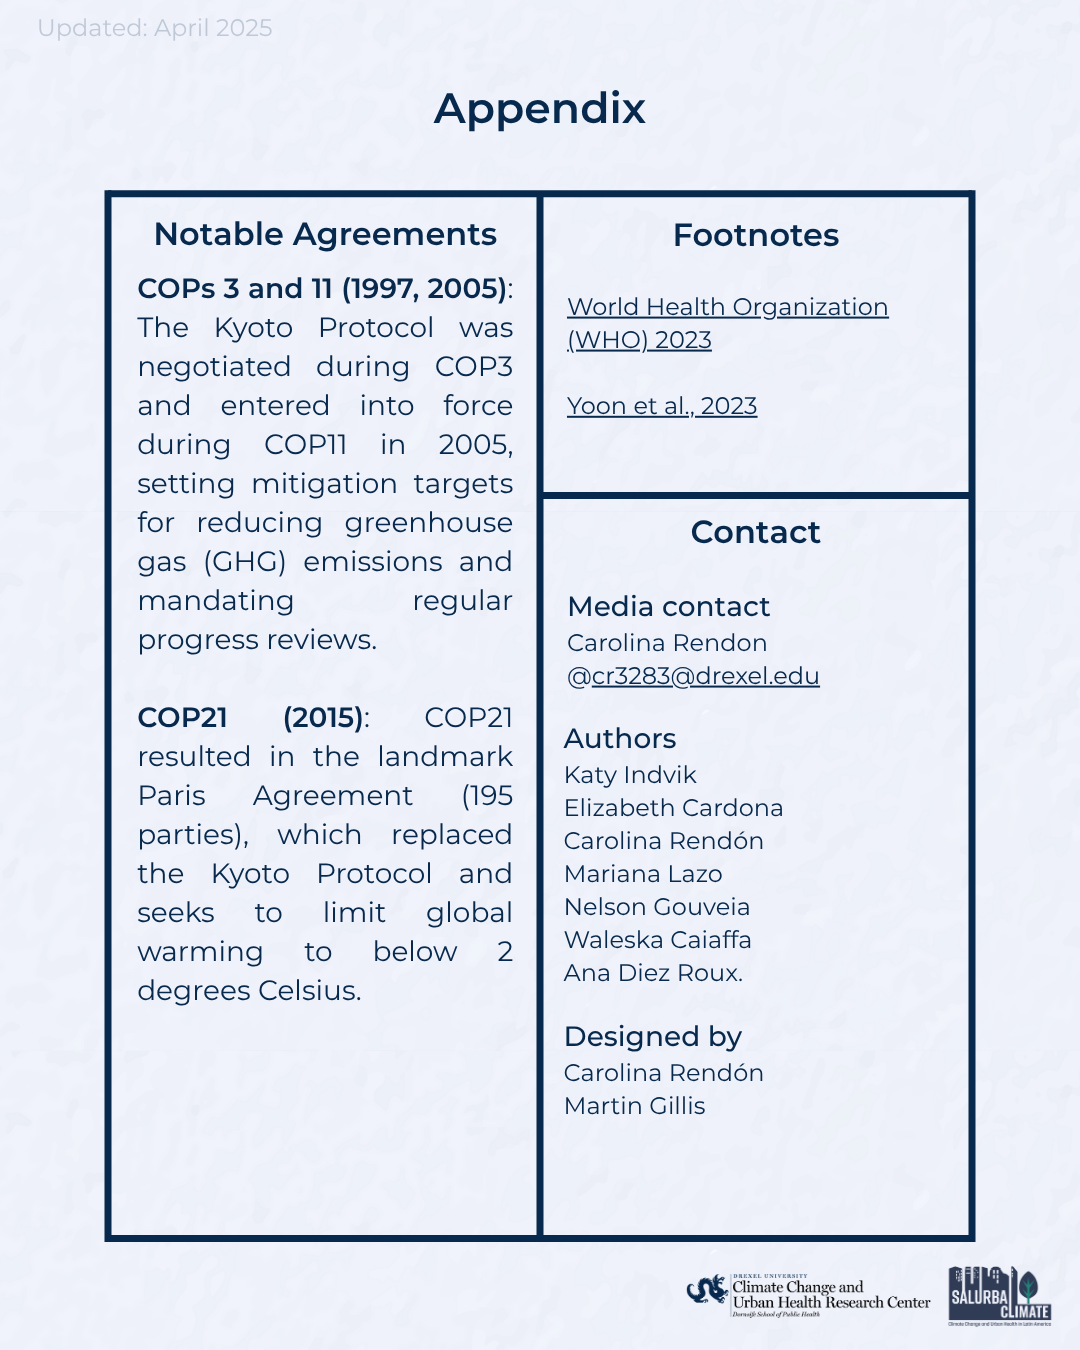 Updated: April 2025
Appendix
Notable Agreements
COPs 3 and 11 (1997, 2005):
The Kyoto Protocol was
negotiated during COP3
and entered into force
during COP11 in 2005,
setting mitigation targets
for reducing greenhouse
gas (GHG) emissions and
mandating regular
progress reviews.
COP21 (2015): COP21
resulted in the landmark
Paris Agreement (195
parties), which replaced
the Kyoto Protocol and
seeks to limit global
warming to below 2
degrees Celsius.
Footnotes
World Health Organization
(WHO) 2023
Yoon et al., 2023
Contact
Media contact
Carolina Rendon
@cr3283@drexel.edu
Authors
Katy Indvik
Elizabeth Cardona
Carolina Rendón
Mariana Lazo
Nelson Gouveia
Waleska Caiaffa
Ana Diez Roux.
Designed by
Carolina Rendón
Martin Gillis
DREXEL UNIVERSITY
Climate Change and
Urban Health Research Center
Dornsife School of Public Health
SALURBAL
CLIMATE
Climate Change and Urban Health in Latin America